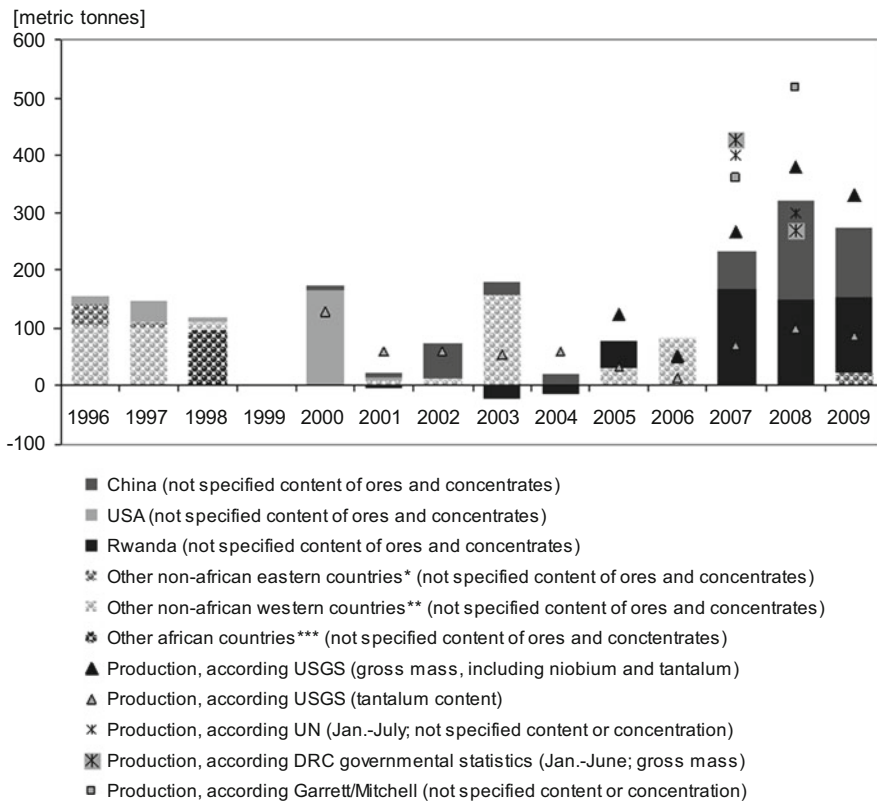 [metric tonnes]
600
500
400
300
200
100
0
1996 1997 1998 1999 2000 2001 2002 2003 2004 2005 2006 2007 2008 2009
-100
China (not specified content of ores and concentrates)
USA (not specified content of ores and concentrates)
Rwanda (not specified content of ores and concentrates)
Other non-african eastern countries* (not specified content of ores and concentrates)
Other non-african western countries** (not specified content of ores and concentrates)
Other african countries*** (not specified content of ores and conctentrates)
Production, according USGS (gross mass, including niobium and tantalum)
Production, according USGS (tantalum content)
Production, according UN (Jan.-July; not specified content or concentration)
Production, according DRC governmental statistics (Jan.-June; gross mass)
Production, according Garrett/Mitchell (not specified content or concentration)